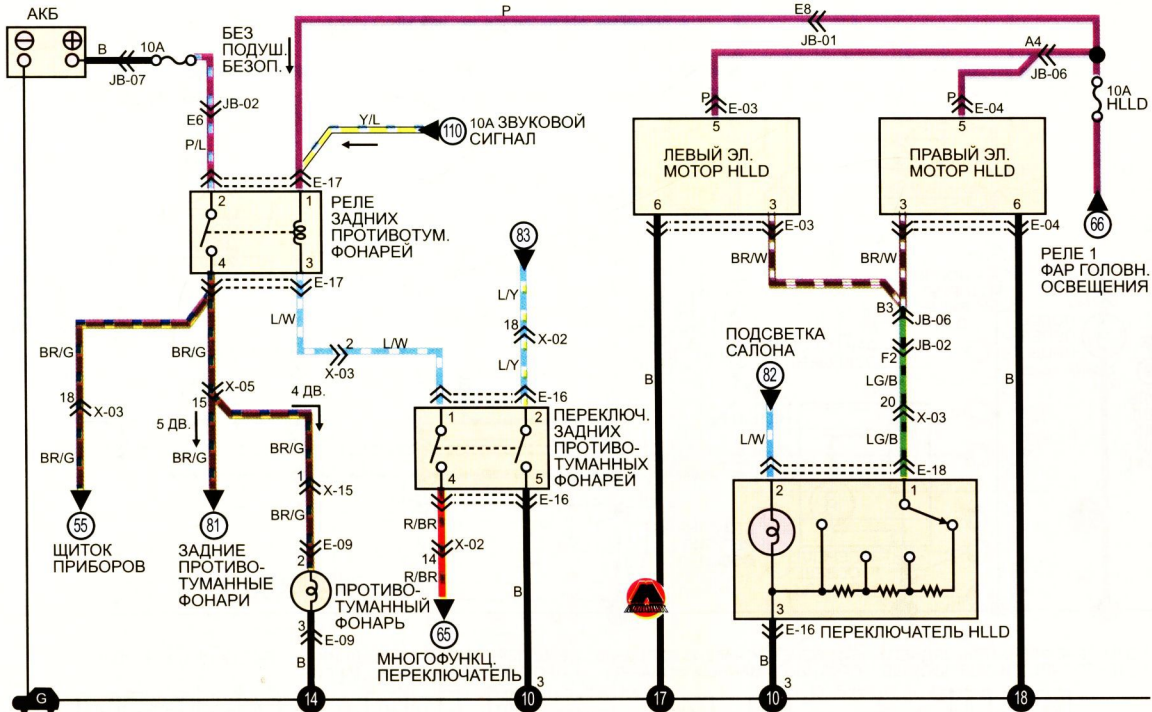 АКБ
B
10A
JB-07
БЕЗ
ПОДУШ.
БЕЗОП.
P
E8
JB-01
A4
JB-06
10A
HLLD
JB-02
E6
P/L
Y/L
110
10A ЗВУКОВОЙ
СИГНАЛ
P
E-03
P
E-04
5
5
ЛЕВЫЙ ЭЛ.
МОТОР HLLD
ПРАВЫЙ ЭЛ.
МОТОР HLLD
6
3
3
6
E-03
E-04
66
РЕЛЕ 1
ФАР ГОЛОВН.
ОСВЕЩЕНИЯ
E-17
2
1
РЕЛЕ
ЗАДНИХ
ПРОТИВОТУМ.
ФОНАРЕЙ
4
3
E-17
83
BR/W
BR/W
L/Y
L/W
18
X-02
B3
JB-06
JB-02
F2
2
L/W
X-03
L/Y
ПОДСВЕТКА
САЛОНА
82
BR/G
BR/G
B
LG/B
B
X-05
15
18
X-03
4 ДВ.
5 ДВ.
E-16
20
X-03
1
2
ПЕРЕКЛЮЧ.
ЗАДНИХ
ПРОТИВО-
ТУМАННЫХ
ФОНАРЕЙ
4
5
L/W
LG/B
BR/G
BR/G
BR/G
E-18
1
X-15
E-16
2
1
BR/G
R/BR
55
ЩИТОК
ПРИБОРОВ
81
ЗАДНИЕ
ПРОТИВО-
ТУМАННЫЕ
ФОНАРИ
E-09
2
X-02
14
R/BR
B
ПРОТИВО-
ТУМАННЫЙ
ФОНАРЬ
3
E-09
B
65
МНОГОФУНКЦ.
ПЕРЕКЛЮЧАТЕЛЬ
3
E-16
ПЕРЕКЛЮЧАТЕЛЬ HLLD
B
3
3
G
14
10
17
10
18